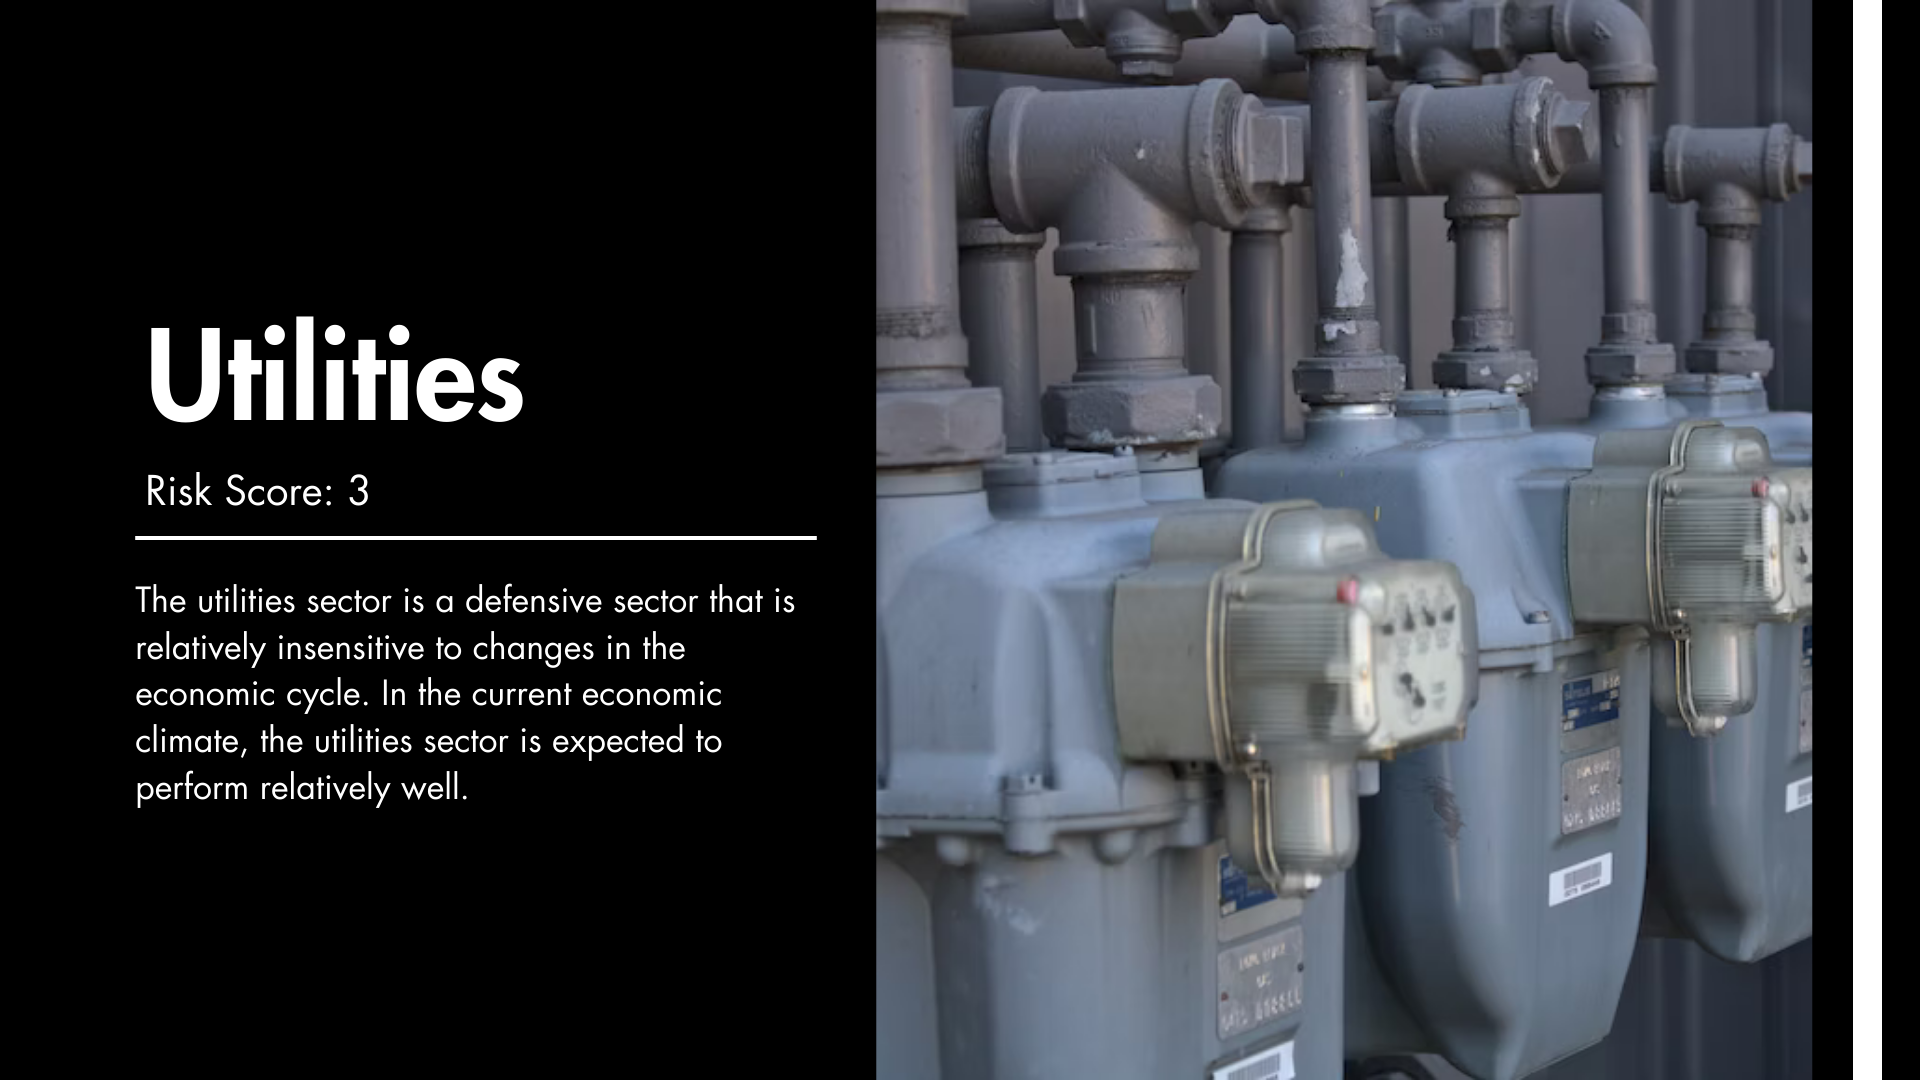 Utilities
Risk Score: 3
The utilities sector is a defensive sector that is
relatively insensitive to changes in the
economic cycle. In the current economic
climate, the utilities sector is expected to
perform relatively well.